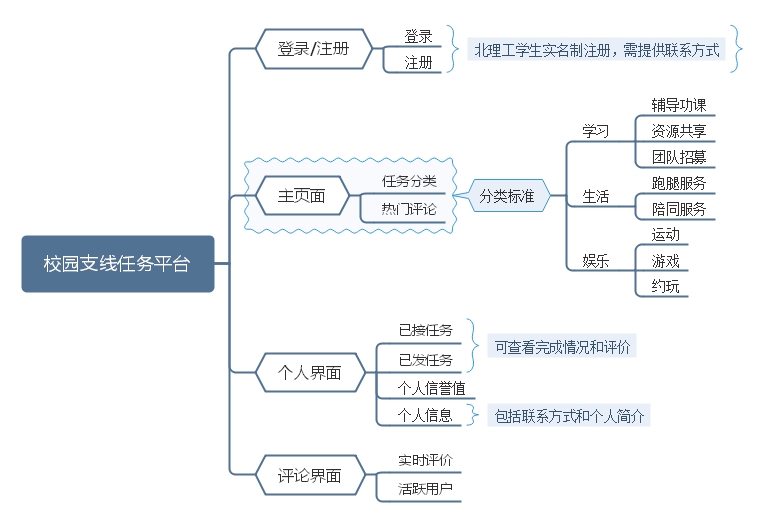 校园支线任务平台
登录/注册
登录
注册
北理工学生实名制注册，需提供联系方式
主页面
任务分类
热门评论
分类标准
学习
辅导功课
资源共享
团队招募
生活
跑腿服务
陪同服务
娱乐
运动
游戏
约玩
个人界面
已接任务
已发任务
可查看完成情况和评价
个人信誉值
个人信息
包括联系方式和个人简介
评论界面
实时评价
活跃用户